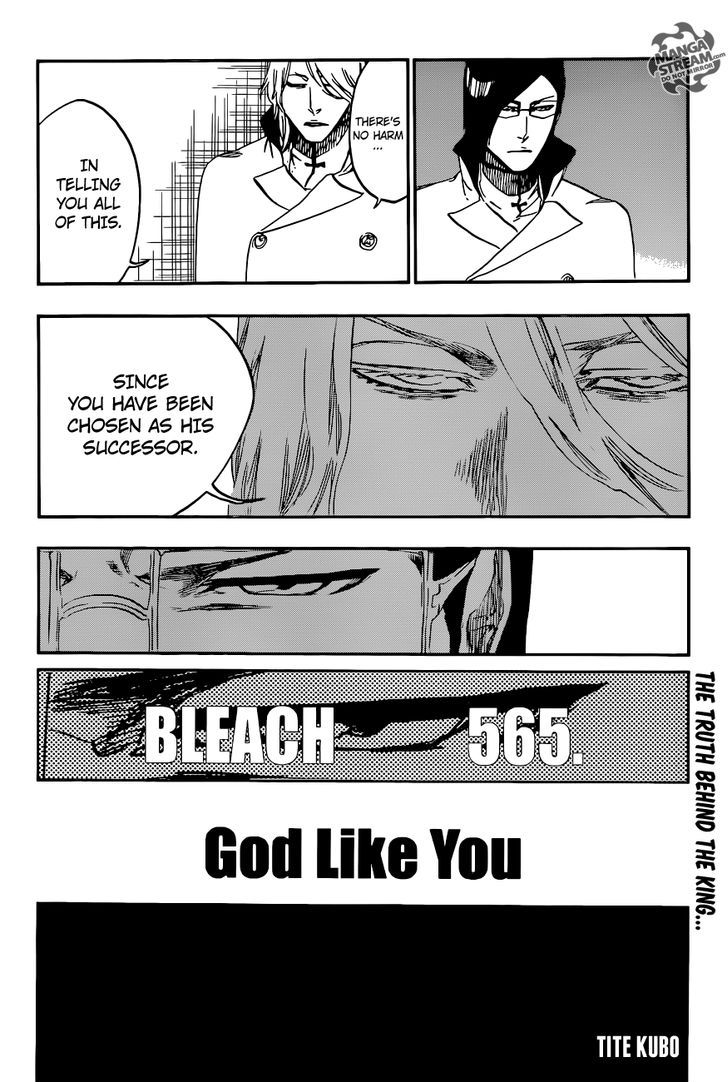 MANGA
STREAM.com
DO NOT MIRROR
THERE'S
NO HARM
...
IN
TELLING
YOU ALL
OF THIS.
SINCE
YOU HAVE BEEN
CHOSEN AS HIS
SUCCESSOR.
BLEACH 565.
God Like You
THE TRUTH BEHIND THE KING...
TITE KUBO